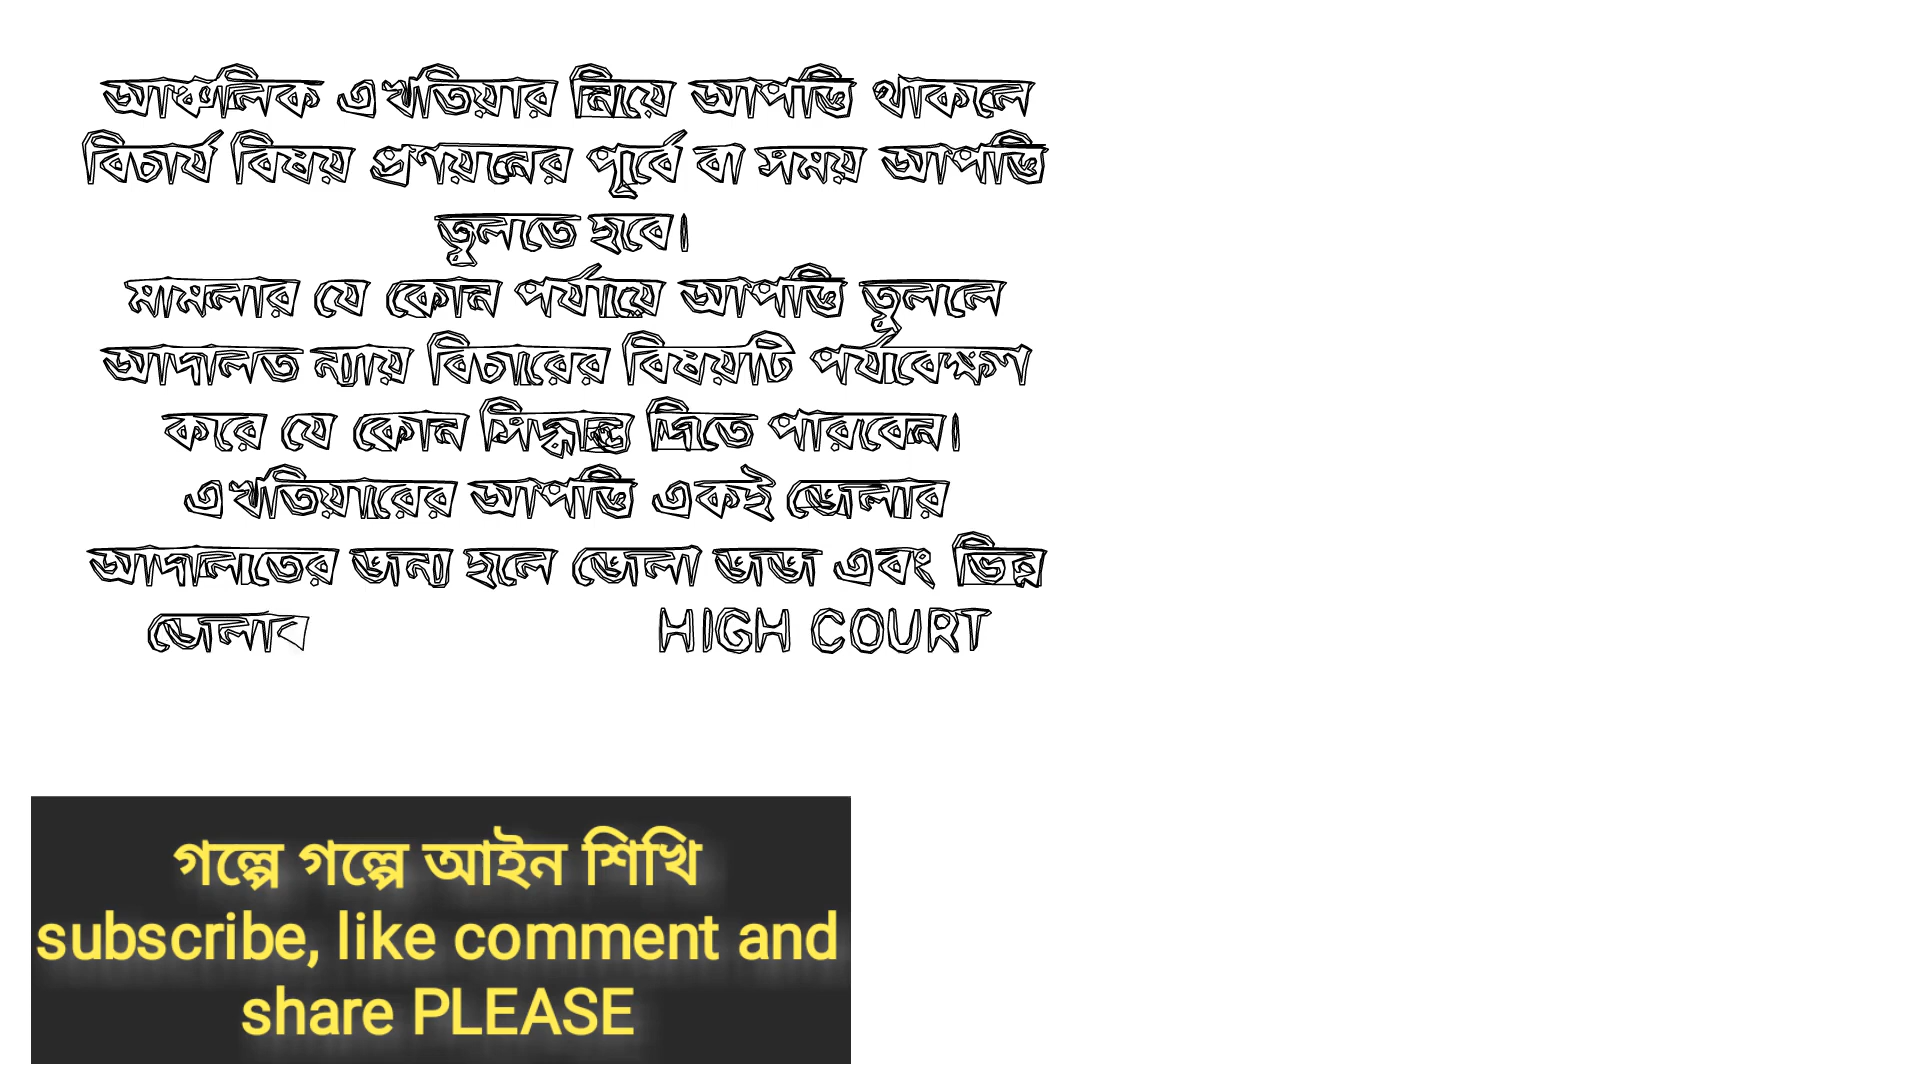 আঞ্চলিক এখতিয়ার নিয়ে আপত্তি থাকলে
বিচার্য বিষয় প্রণয়নের পূর্বে বা সময় আপত্তি
তুলতে হবে।
মামলার যে কোন পর্যায়ে আপত্তি তুললে
আদালত ন্যায় বিচারের বিষয়টি পর্যবেক্ষণ
করে যে কোন সিদ্ধান্ত দিতে পারবেন।
এখতিয়ারের আপত্তি একই জেলার
আদালতের জন্য হলে জেলা জজ এবং ভিন্ন
জেলার HIGH COURT
গল্পে গল্পে আইন শিখি
subscribe, like comment and
share PLEASE